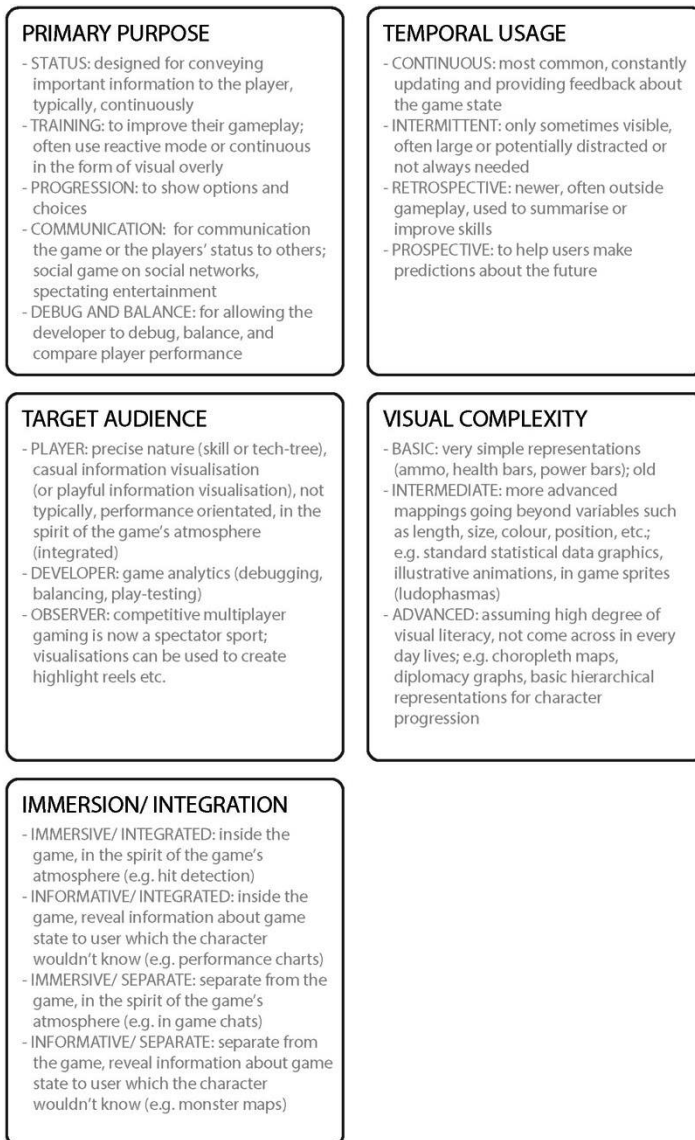 PRIMARY PURPOSE
- STATUS: designed for conveying
important information to the player,
typically, continuously
- TRAINING: to improve their gameplay;
often use reactive mode or continuous
in the form of visual overly
- PROGRESSION: to show options and
choices
- COMMUNICATION: for communication
the game or the players' status to others;
social game on social networks,
spectating entertainment
- DEBUG AND BALANCE: for allowing the
developer to debug, balance, and
compare player performance
TEMPORAL USAGE
- CONTINUOUS: most common, constantly
updating and providing feedback about
the game state
- INTERMITTENT: only sometimes visible,
often large or potentially distracted or
not always needed
- RETROSPECTIVE: newer, often outside
gameplay, used to summarise or
improve skills
- PROSPECTIVE: to help users make
predictions about the future
TARGET AUDIENCE
- PLAYER: precise nature (skill or tech-tree),
casual information visualisation
(or playful information visualisation), not
typically, performance orientated, in the
spirit of the game's atmosphere
(integrated)
- DEVELOPER: game analytics (debugging,
balancing, play-testing)
- OBSERVER: competitive multiplayer
gaming is now a spectator sport;
visualisations can be used to create
highlight reels etc.
VISUAL COMPLEXITY
- BASIC: very simple representations
(ammo, health bars, power bars); old
- INTERMEDIATE: more advanced
mappings going beyond variables such
as length, size, colour, position, etc.;
e.g. standard statistical data graphics,
illustrative animations, in game sprites
(ludophasmas)
- ADVANCED: assuming high degree of
visual literacy, not come across in every
day lives; e.g. choropleth maps,
diplomacy graphs, basic hierarchical
representations for character
progression
IMMERSION/ INTEGRATION
- IMMERSIVE/ INTEGRATED: inside the
game, in the spirit of the game's
atmosphere (e.g. hit detection)
- INFORMATIVE/ INTEGRATED: inside the
game, reveal information about game
state to user which the character
wouldn't know (e.g. performance charts)
- IMMERSIVE/ SEPARATE: separate from the
game, in the spirit of the game's
atmosphere (e.g. in game chats)
- INFORMATIVE/ SEPARATE: separate from
the game, reveal information about game
state to user which the character
wouldn't know (e.g. monster maps)